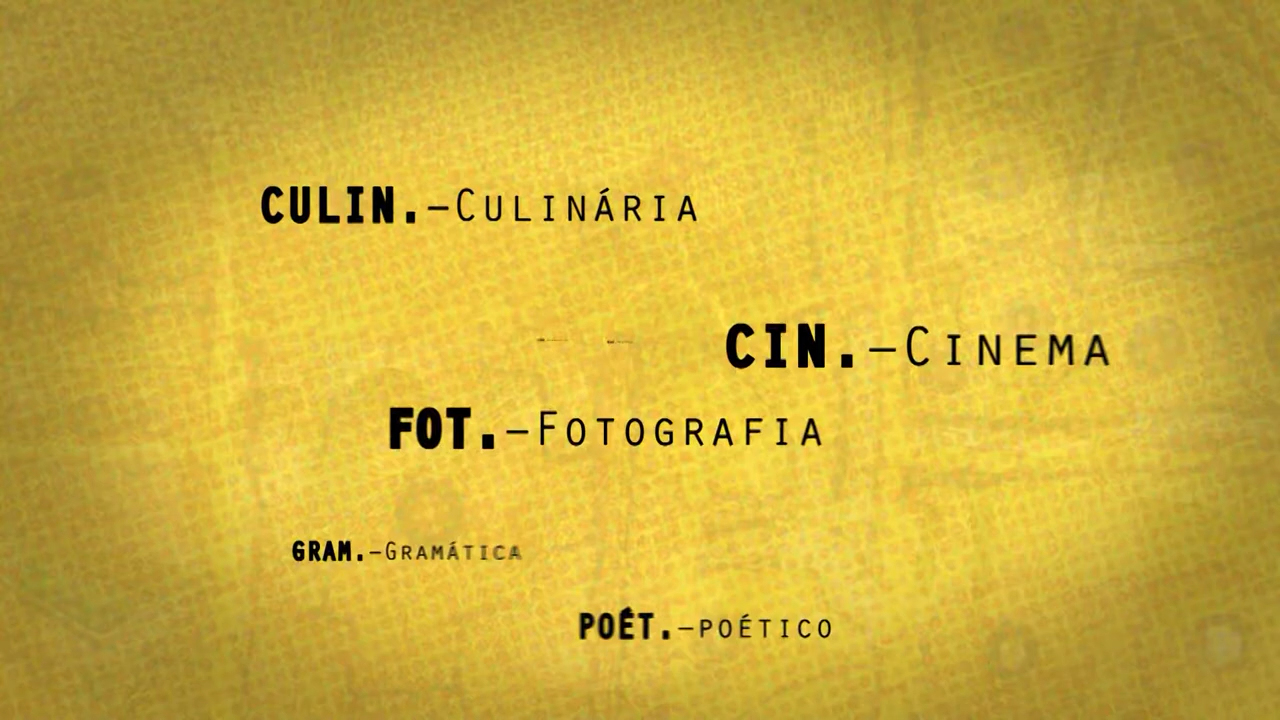 CULIN.–CULINÁRIA
CIN.–CINEMA
FOT.–FOTOGRAFIA
GRAM.–GRAMÁTICA
POÉT.–POÉTICO